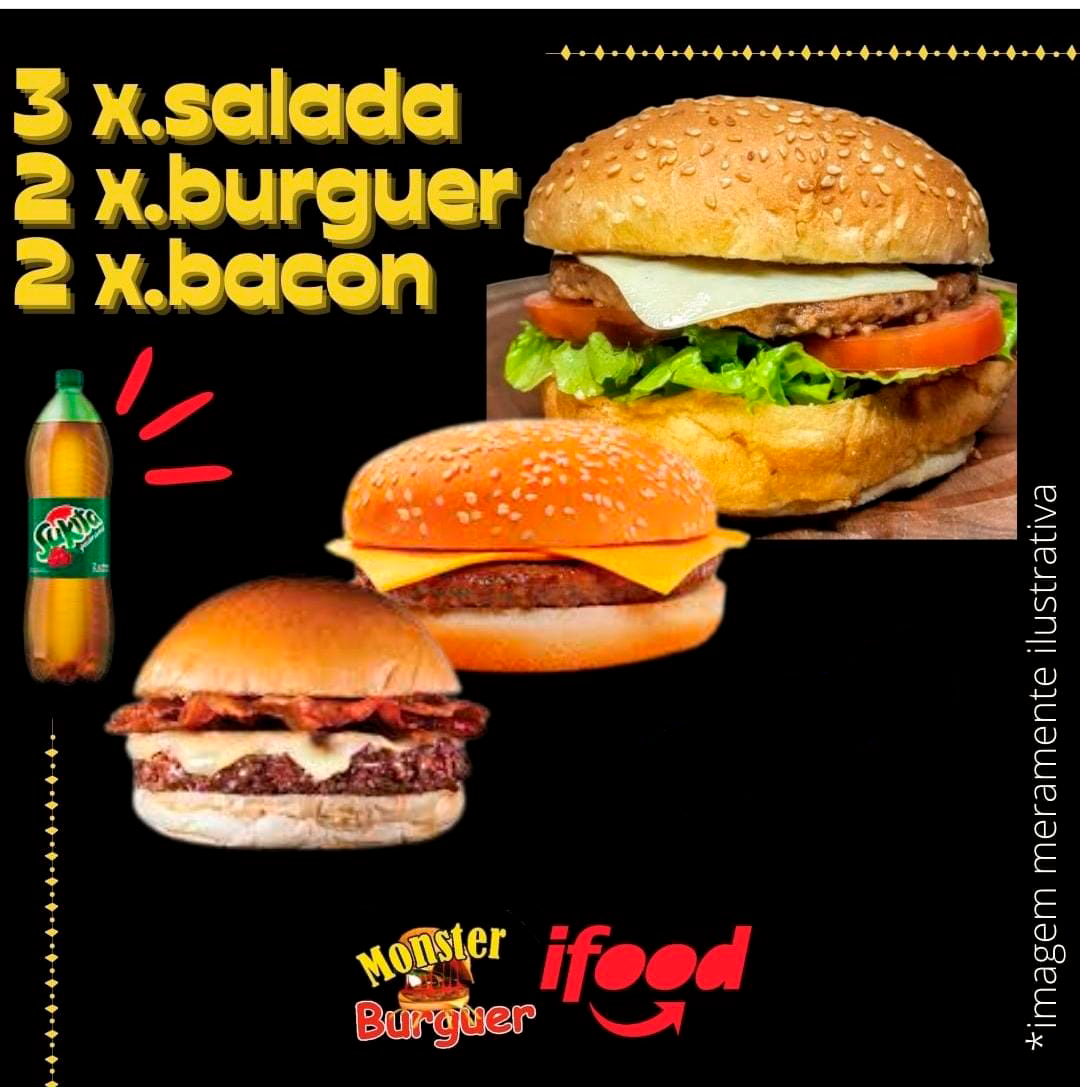 3 x.salada
2 x.burguer
2 x.bacon
Sukita
Monster
Burguer
ifood
*imagem meramente ilustrativa